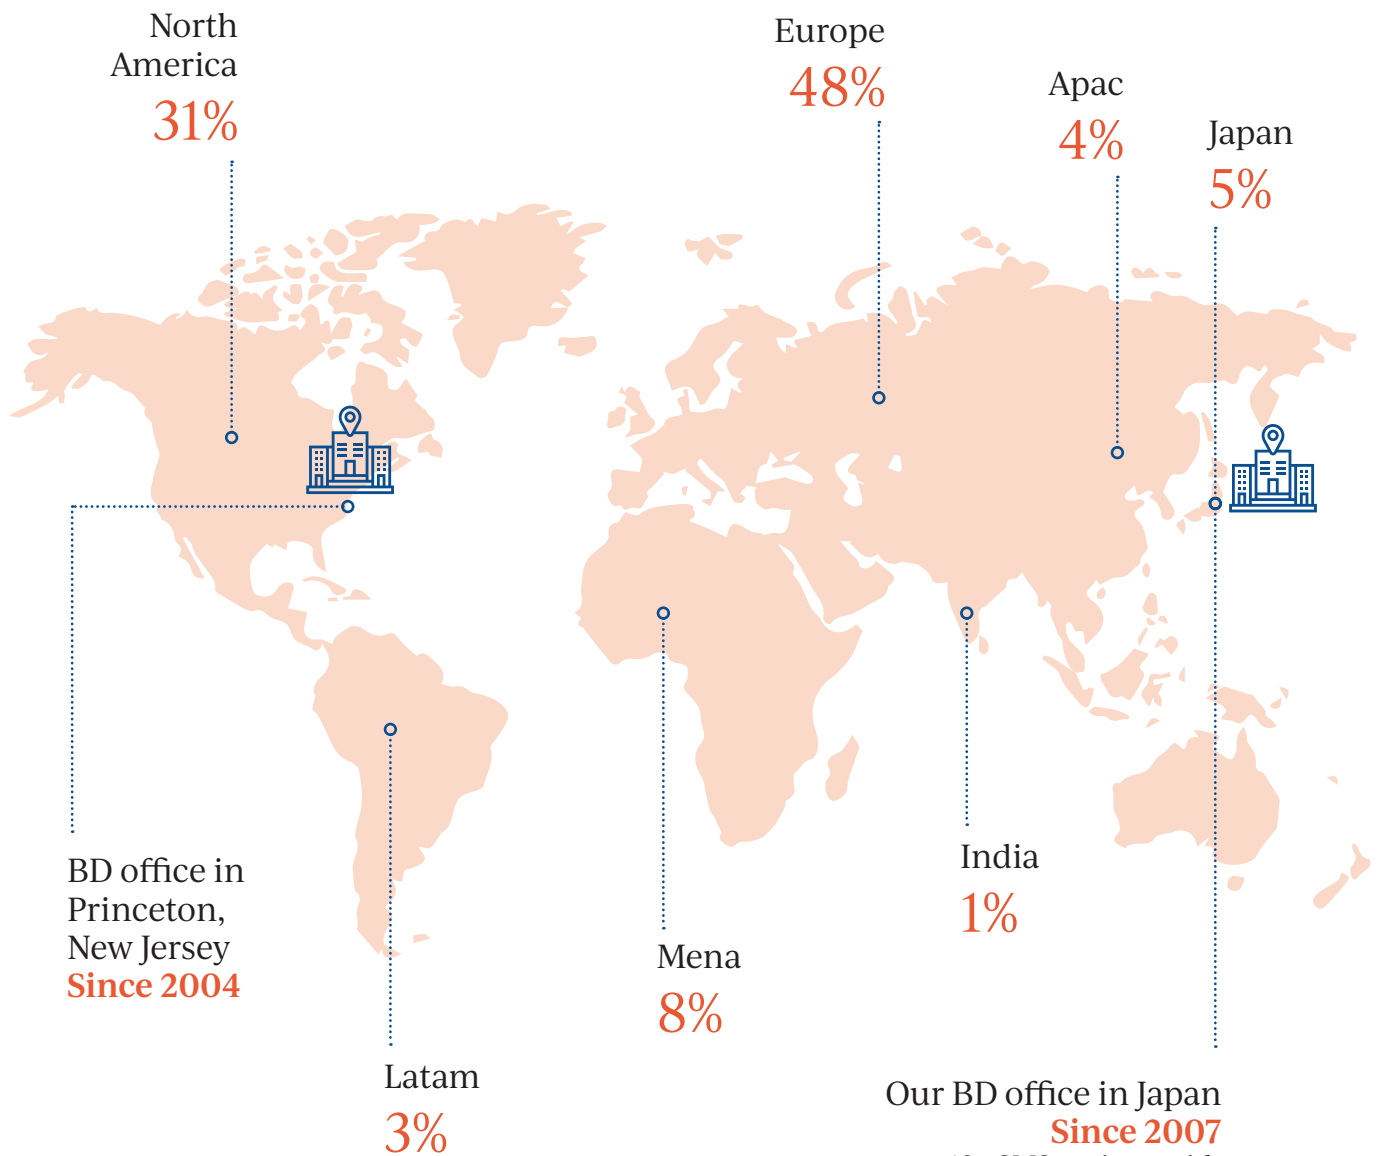 North
America
31%
Europe
48%
Apac
4%
Japan
5%
BD office in
Princeton,
New Jersey
Since 2004
India
1%
Mena
8%
Latam
3%
Our BD office in Japan
Since 2007